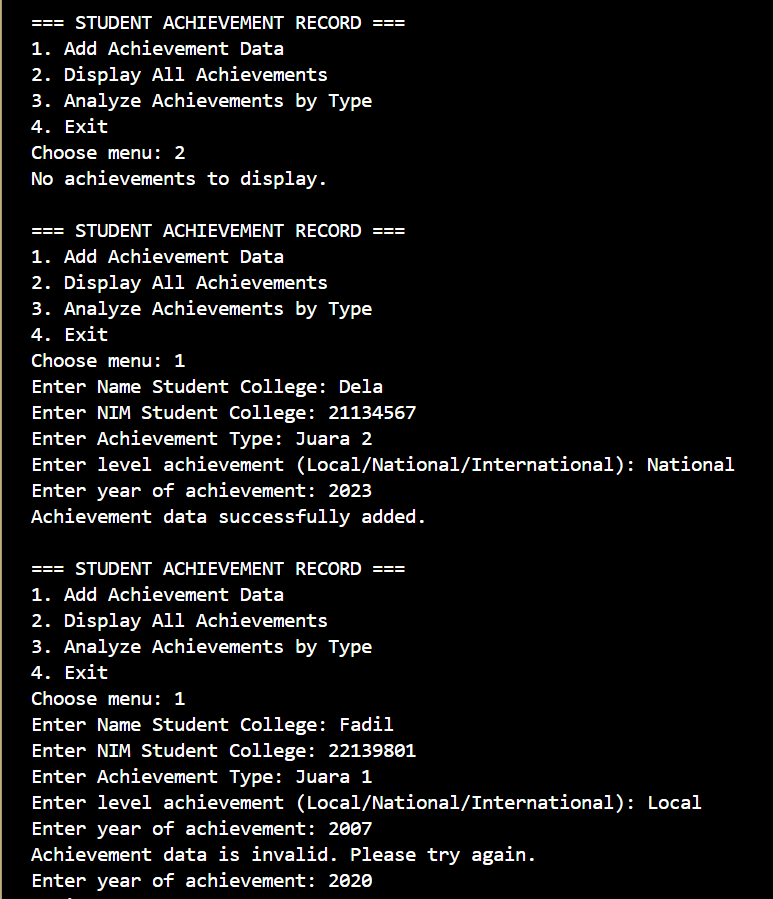 === STUDENT ACHIEVEMENT RECORD ===
1. Add Achievement Data
2. Display All Achievements
3. Analyze Achievements by Type
4. Exit
Choose menu: 2
No achievements to display.
=== STUDENT ACHIEVEMENT RECORD ===
1. Add Achievement Data
2. Display All Achievements
3. Analyze Achievements by Type
4. Exit
Choose menu: 1
Enter Name Student College: Dela
Enter NIM Student College: 21134567
Enter Achievement Type: Juara 2
Enter level achievement (Local/National/International): National
Enter year of achievement: 2023
Achievement data successfully added.
=== STUDENT ACHIEVEMENT RECORD ===
1. Add Achievement Data
2. Display All Achievements
3. Analyze Achievements by Type
4. Exit
Choose menu: 1
Enter Name Student College: Fadil
Enter NIM Student College: 22139801
Enter Achievement Type: Juara 1
Enter level achievement (Local/National/International): Local
Enter year of achievement: 2007
Achievement data is invalid. Please try again.
Enter year of achievement: 2020